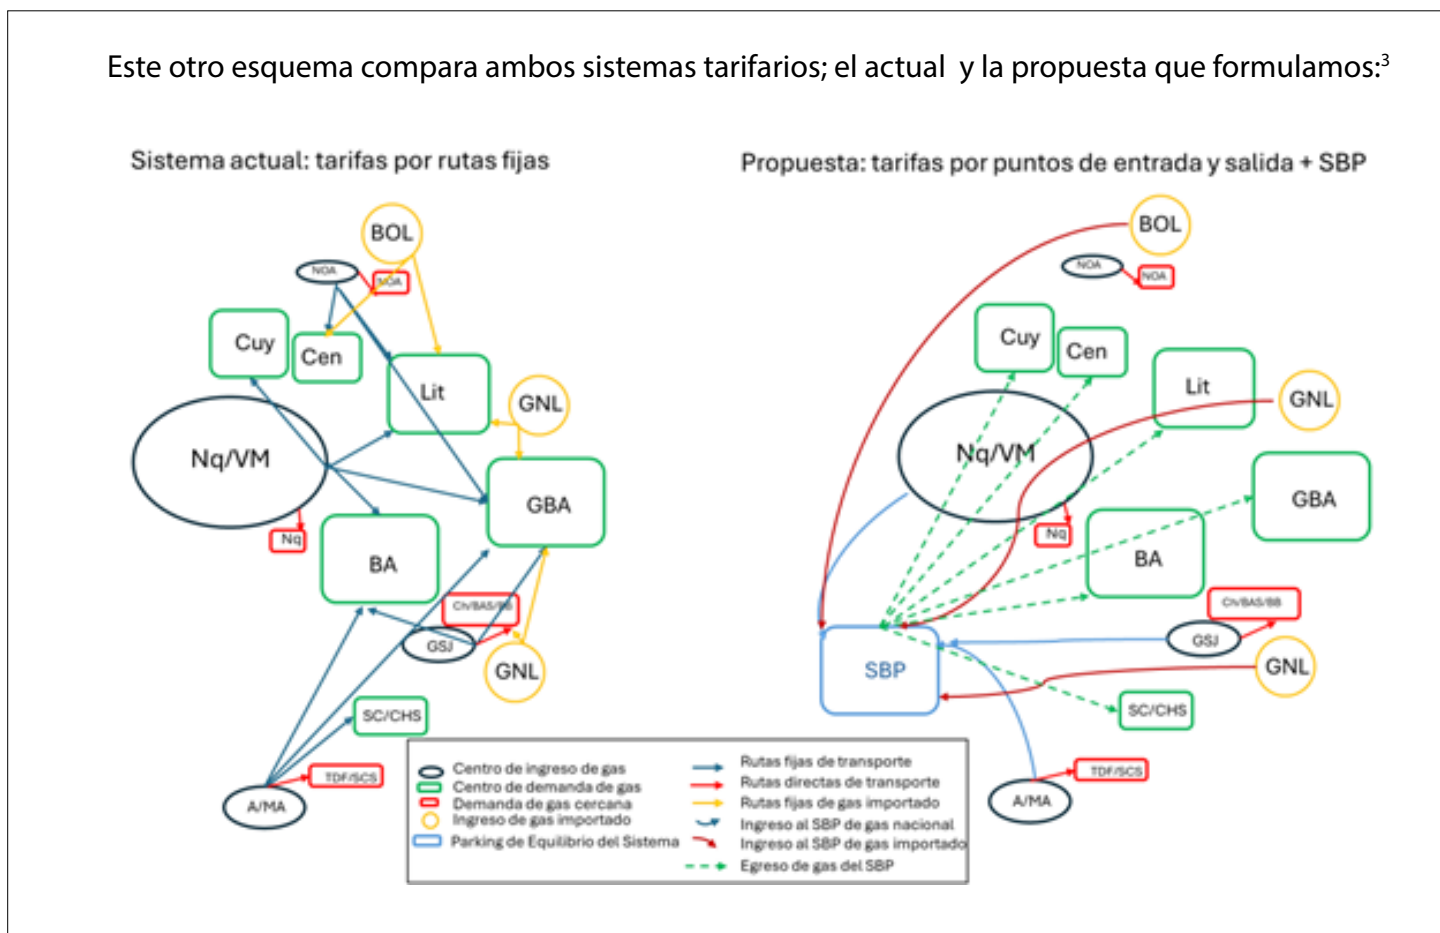 Este otro esquema compara ambos sistemas tarifarios; el actual  y la propuesta que formulamos:³
Sistema actual: tarifas por rutas fijas
BOL
NOA
NOA
Cuy
Cen
Lit
GNL
Nq/VM
GBA
Nq
BA
Ch/BAS/BB
GSJ
GNL
SC/CHS
TDF/SCS
A/MA
Propuesta: tarifas por puntos de entrada y salida + SBP
BOL
NOA
NOA
Cuy
Cen
Lit
GNL
Nq/VM
GBA
Nq
BA
Ch/BAS/BB
GSJ
GNL
SBP
SC/CHS
TDF/SCS
A/MA
Centro de ingreso de gas
Centro de demanda de gas
Demanda de gas cercana
Ingreso de gas importado
Parking de Equilibrio del Sistema
Rutas fijas de transporte
Rutas directas de transporte
Rutas fijas de gas importado
Ingreso al SBP de gas nacional
Ingreso al SBP de gas importado
Egreso de gas del SBP